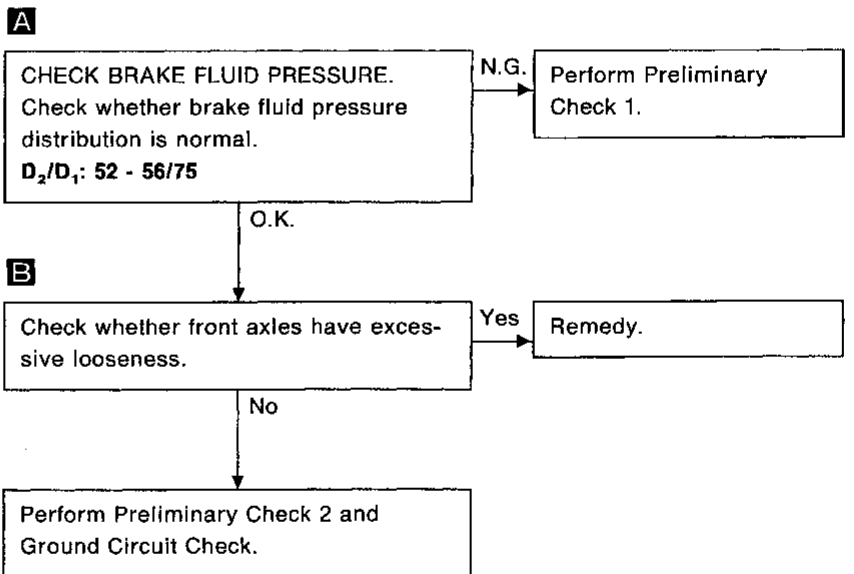 A
CHECK BRAKE FLUID PRESSURE.
Check whether brake fluid pressure
distribution is normal.
D₂/D₁: 52 - 56/75
N.G.
Perform Preliminary
Check 1.
O.K.
B
Check whether front axles have exces-
sive looseness.
Yes
Remedy.
No
Perform Preliminary Check 2 and
Ground Circuit Check.